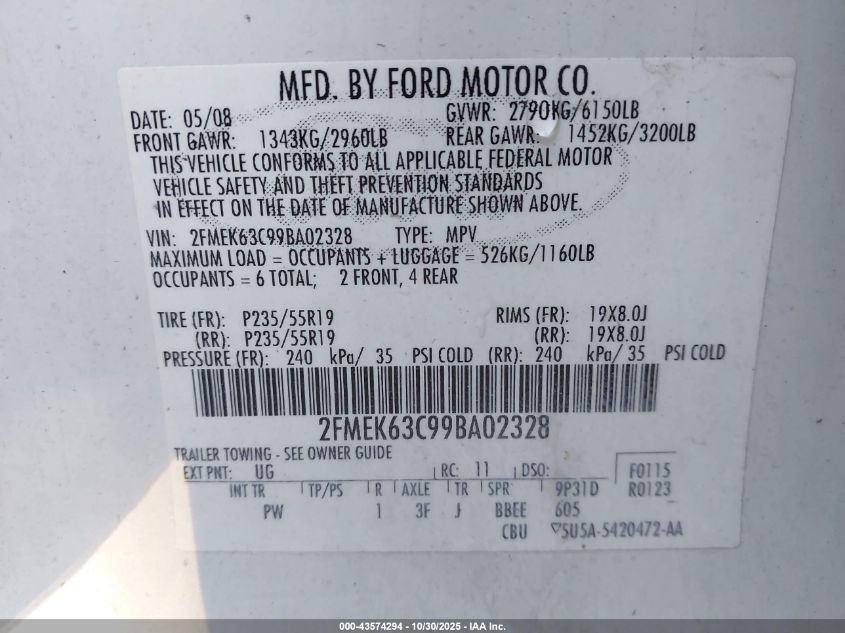 MFD. BY FORD MOTOR CO.
DATE: 05/08 GVWR: 2790KG/6150LB
FRONT GAWR: 1343KG/2960LB REAR GAWR: 1452KG/3200LB
THIS VEHICLE CONFORMS TO ALL APPLICABLE FEDERAL MOTOR
VEHICLE SAFETY AND THEFT PREVENTION STANDARDS
IN EFFECT ON THE DATE OF MANUFACTURE SHOWN ABOVE.
VIN: 2FMEK63C99BA02328 TYPE: MPV
MAXIMUM LOAD = OCCUPANTS + LUGGAGE = 526KG/1160LB
OCCUPANTS = 6 TOTAL; 2 FRONT, 4 REAR
TIRE (FR): P235/55R19 RIMS (FR): 19X8.0J
(RR): P235/55R19 (RR): 19X8.0J
PRESSURE (FR): 240 kPa/ 35 PSI COLD (RR): 240 kPa/ 35 PSI COLD
2FMEK63C99BA02328
TRAILER TOWING - SEE OWNER GUIDE
EXT PNT: UG RC: 11 DSO: F0115
INT TR TP/PS R AXLE TR SPR 9P31D R0123
PW 1 3F J BBEE 605
CBU 5U5A-5420472-AA
000-43574294 - 10/30/2025 - IAA Inc.